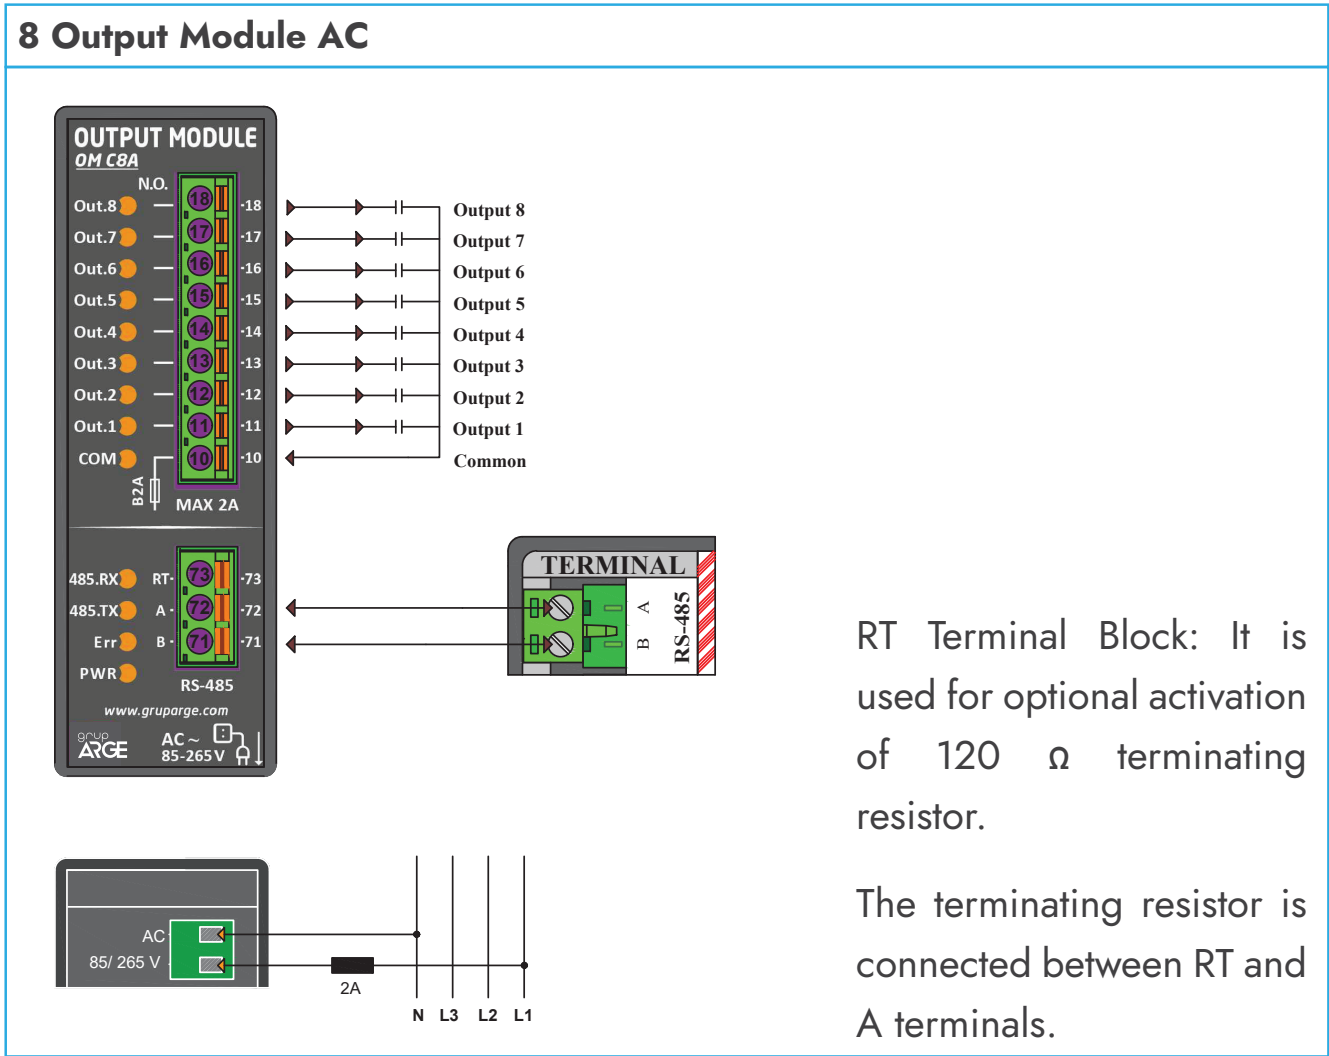 8 Output Module AC
OUTPUT MODULE
OM C8A
N.O.
Out.8 18 -18 Output 8
Out.7 17 -17 Output 7
Out.6 16 -16 Output 6
Out.5 15 -15 Output 5
Out.4 14 -14 Output 4
Out.3 13 -13 Output 3
Out.2 12 -12 Output 2
Out.1 11 -11 Output 1
COM 10 -10 Common
B2A
MAX 2A
TERMINAL
485.RX RT- 73 -73
485.TX A - 72 -72 A
Err B - 71 -71 B
RS-485
PWR
RS-485
www.gruparge.com
grup
ARGE
AC ~
85-265 V
RT Terminal Block: It is
used for optional activation
of 120 Ω terminating
resistor.
The terminating resistor is
connected between RT and
A terminals.
AC
85/ 265 V
2A
N L3 L2 L1